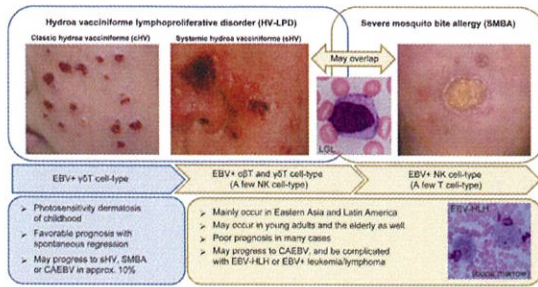 Hydroa vacciniforme lymphoproliferative disorder (HV-LPD)
Classic hydroa vacciniforme (cHV)
Systemic hydroa vacciniforme (sHV)
Severe mosquito bite allergy (SMBA)
May overlap
LGL
EBV+ γδT cell-type
EBV+ αβT and γδT cell-type
(A few NK cell-type)
EBV+ NK cell-type
(A few T cell-type)
Photosensitivity dermatosis
of childhood
Favorable prognosis with
spontaneous regression
May progress to sHV, SMBA
or CAEBV in approx. 10%
Mainly occur in Eastern Asia and Latin America
May occur in young adults and the elderly as well
Poor prognosis in many cases
May progress to CAEBV, and be complicated
with EBV-HLH or EBV+ leukemia/lymphoma
EBV-HLH
(bone marrow)